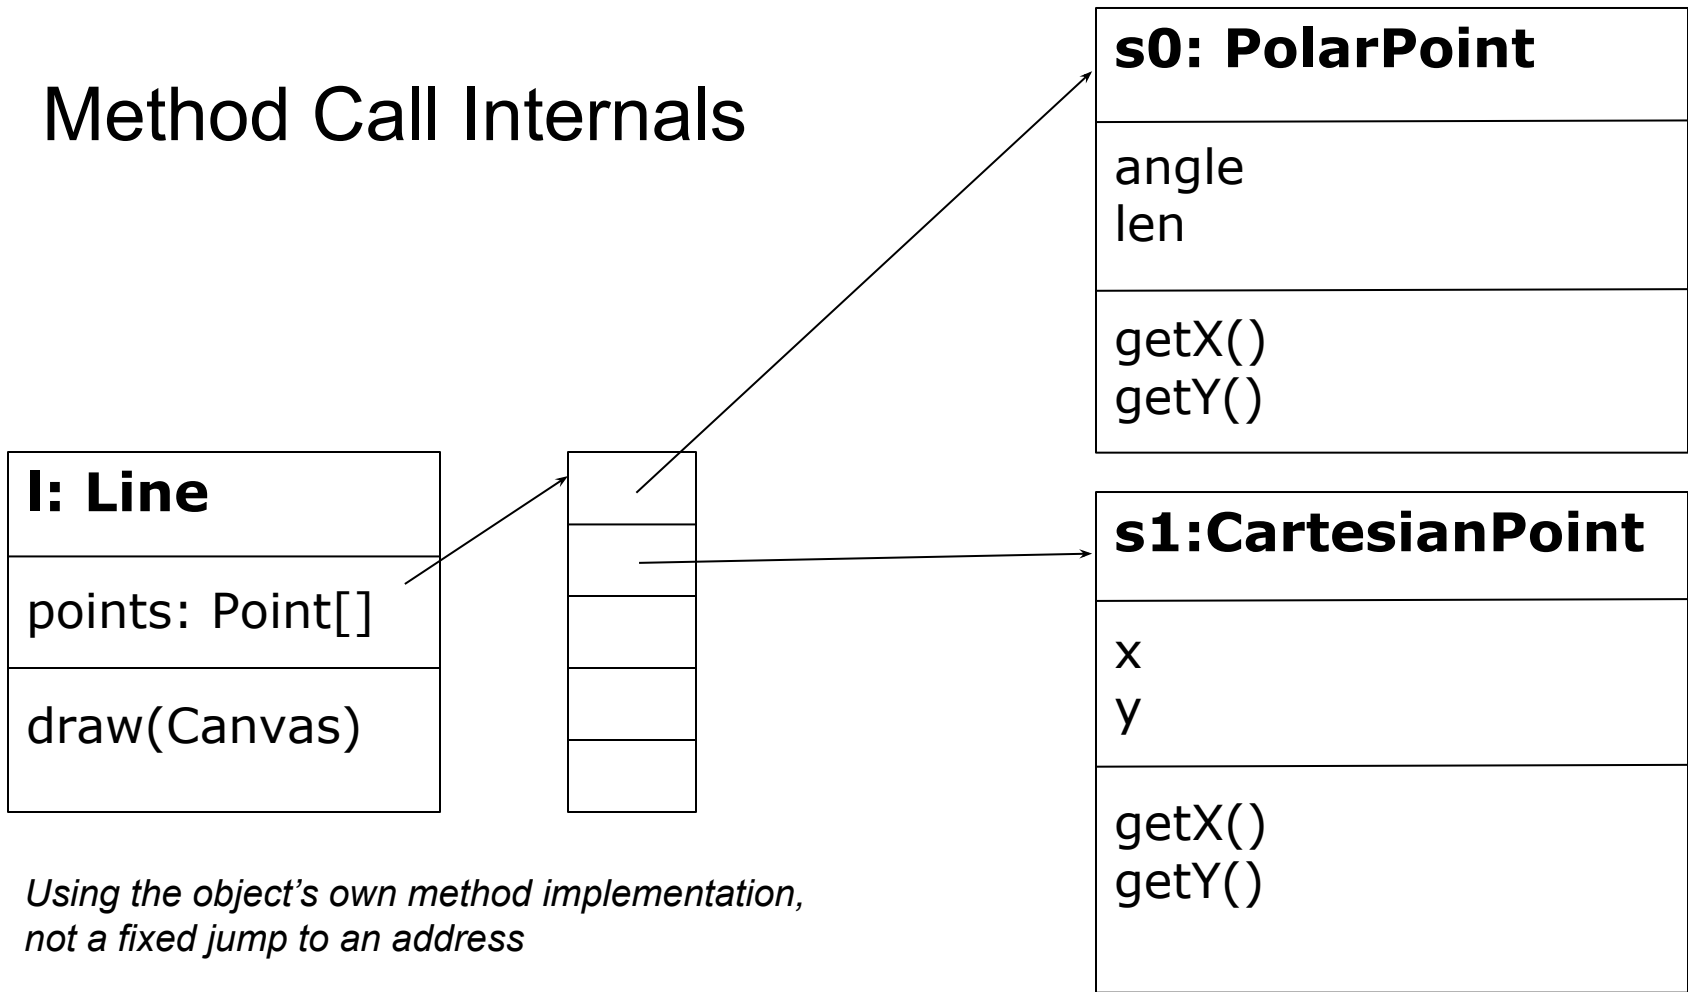 Method Call Internals
s0: PolarPoint
angle
len
getX()
getY()
l: Line
points: Point[]
draw(Canvas)
s1:CartesianPoint
x
y
getX()
getY()
Using the object’s own method implementation,
not a fixed jump to an address